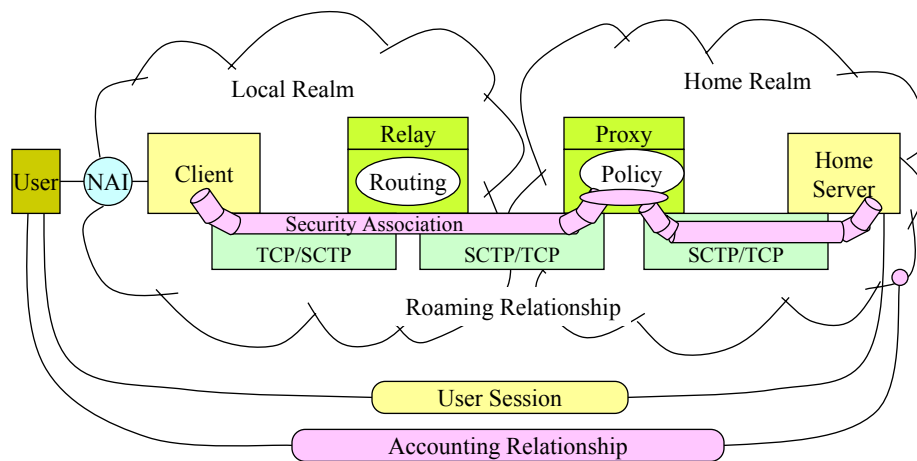 Local Realm
Home Realm
Relay
Proxy
User
NAI
Client
Routing
Policy
Home
Server
Security Association
TCP/SCTP
SCTP/TCP
SCTP/TCP
Roaming Relationship
User Session
Accounting Relationship